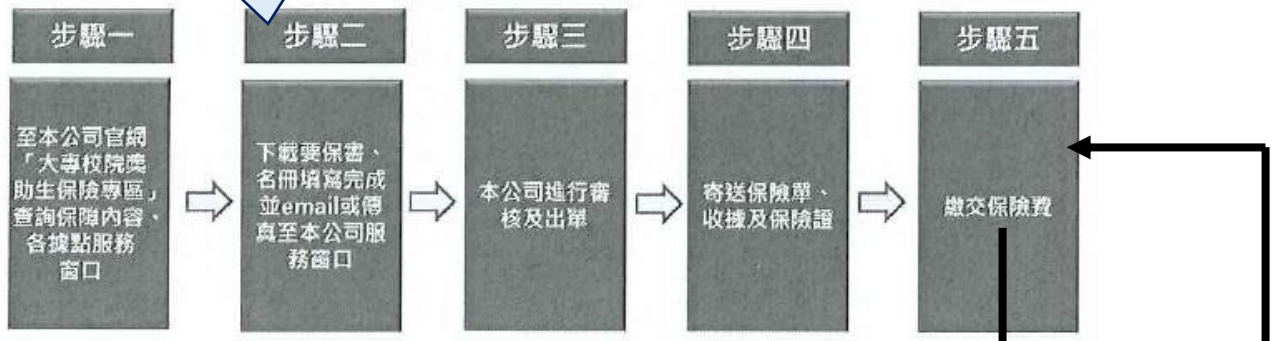 步驟一
步驟二
步驟三
步驟四
步驟五
至本公司官網
「大專校院獎
助生保險專區」
查詢保障內容、
各據點服務
窗口
下載要保書、
名冊填寫完成
並email或傳
真至本公司服
務窗口
本公司進行審
核及出單
寄送保險單、
收據及保險證
繳交保險費